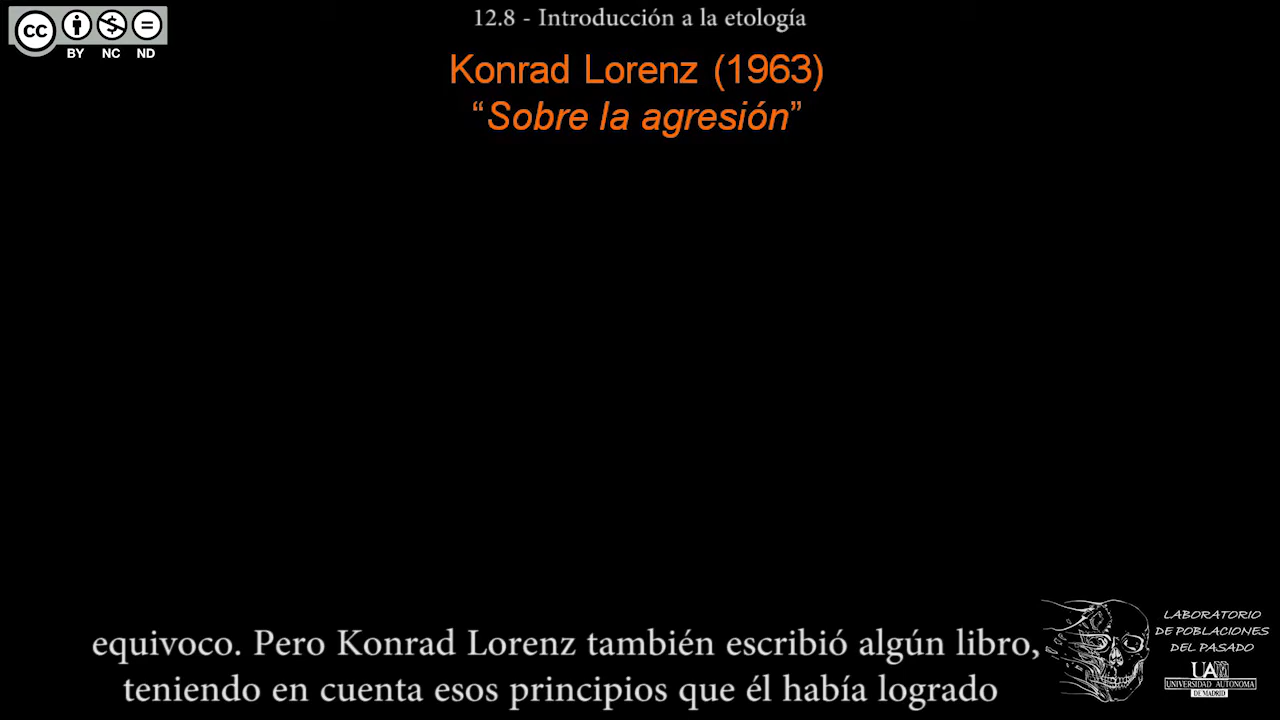 12.8 - Introducción a la etología
cc
BY NC ND
Konrad Lorenz (1963)
“Sobre la agresión”
equivoco. Pero Konrad Lorenz también escribió algún libro,
teniendo en cuenta esos principios que él había logrado
LABORATORIO
DE POBLACIONES
DEL PASADO
UAM
UNIVERSIDAD AUTONOMA
DE MADRID